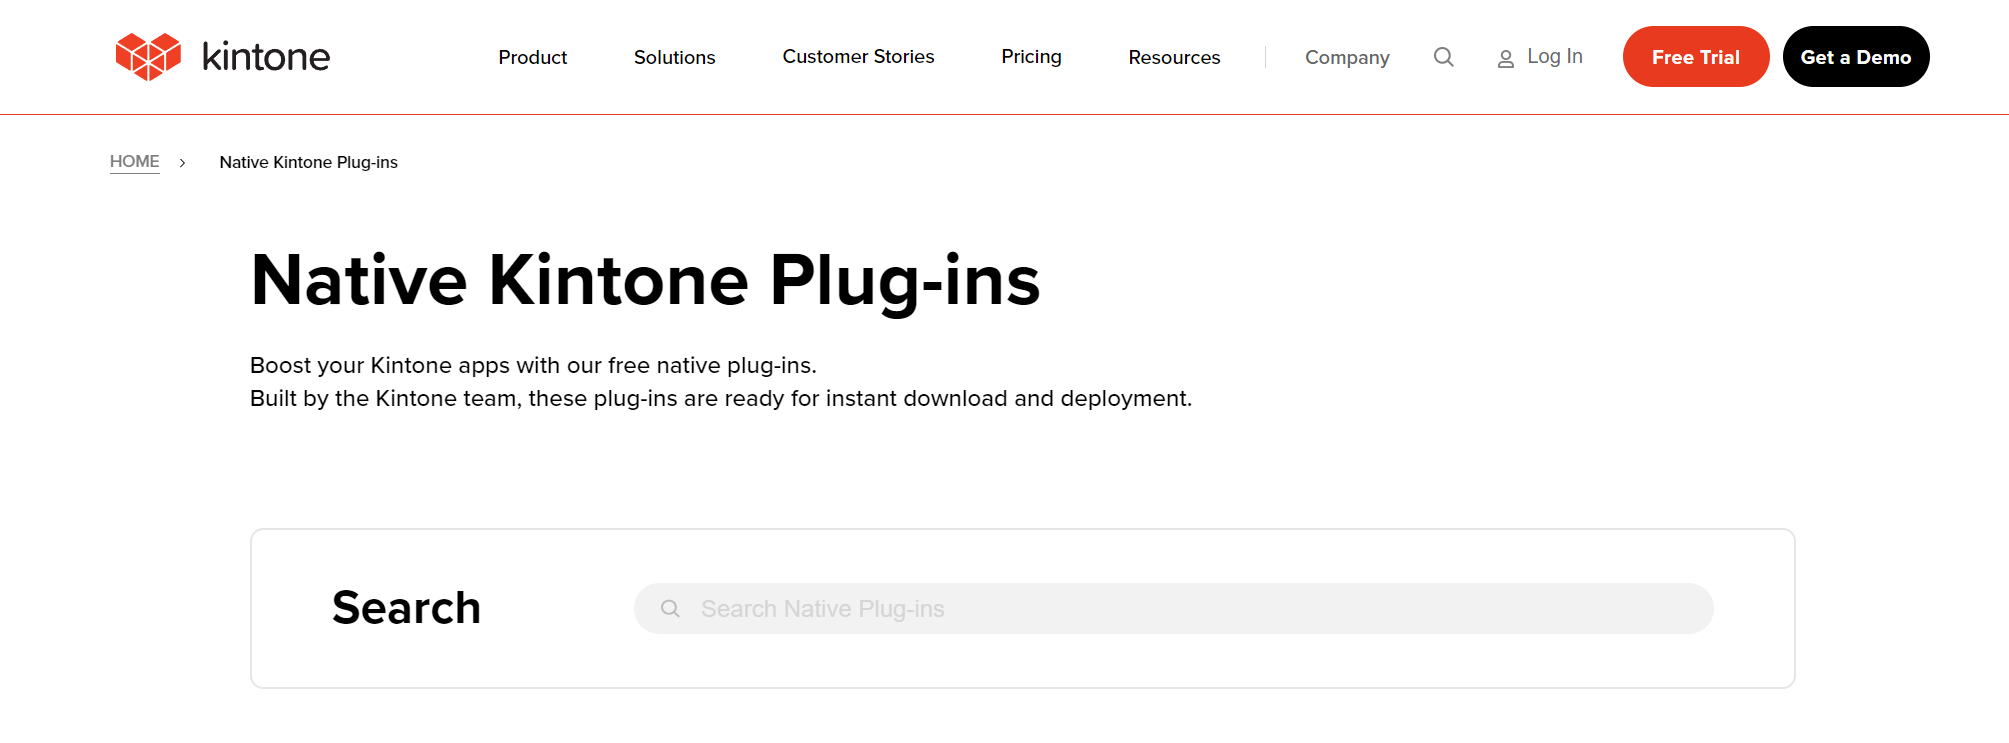 kintone
Product
Solutions
Customer Stories
Pricing
Resources
Company
Log In
Free Trial
Get a Demo
HOME
Native Kintone Plug-ins
Native Kintone Plug-ins
Boost your Kintone apps with our free native plug-ins.
Built by the Kintone team, these plug-ins are ready for instant download and deployment.
Search
Search Native Plug-ins